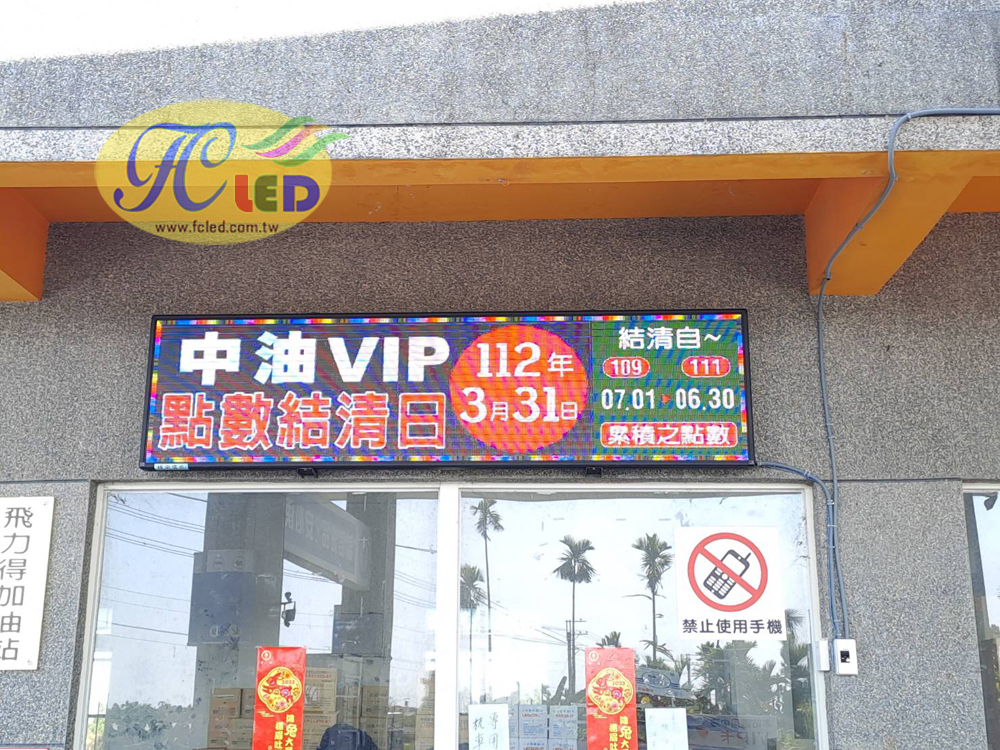 FC LED
www.fcled.com.tw
中油VIP
點數結清日
112年
3月31日
結清自~
109 111
07.01 06.30
累積之點數
飛力得加油站
禁止使用手機